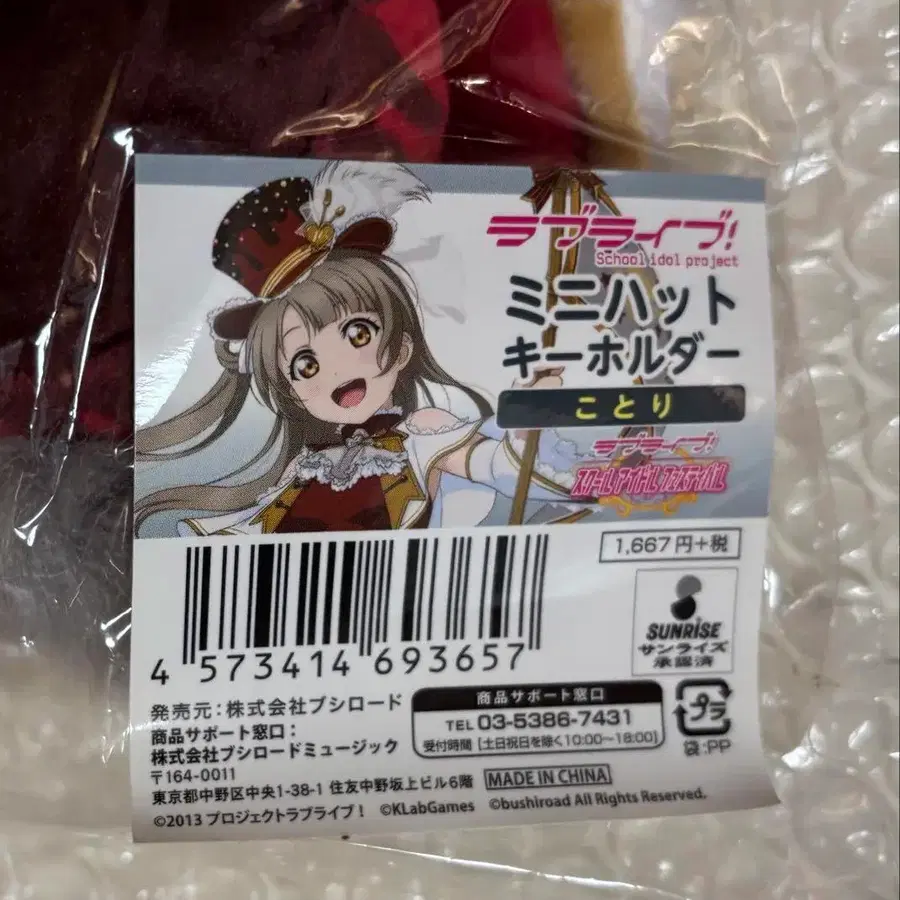 ラブライブ!
School idol project
ミニハット
キーホルダー
ことり
ラブライブ!
スクールアイドルフェスティバル
1,667円+税
SUNRISE
サンライズ
承認済
4 573414 693657
発売元:株式会社ブシロード
商品サポート窓口:
株式会社ブシロードミュージック
〒164-0011
東京都中野区中央1-38-1 住友中野坂上ビル6階
商品サポート窓口
TEL 03-5386-7431
受付時間 [土日祝日を除く10:00~18:00]
プラ
袋:PP
MADE IN CHINA
©2013 プロジェクトラブライブ! ©KLabGames ©bushiroad All Rights Reserved.